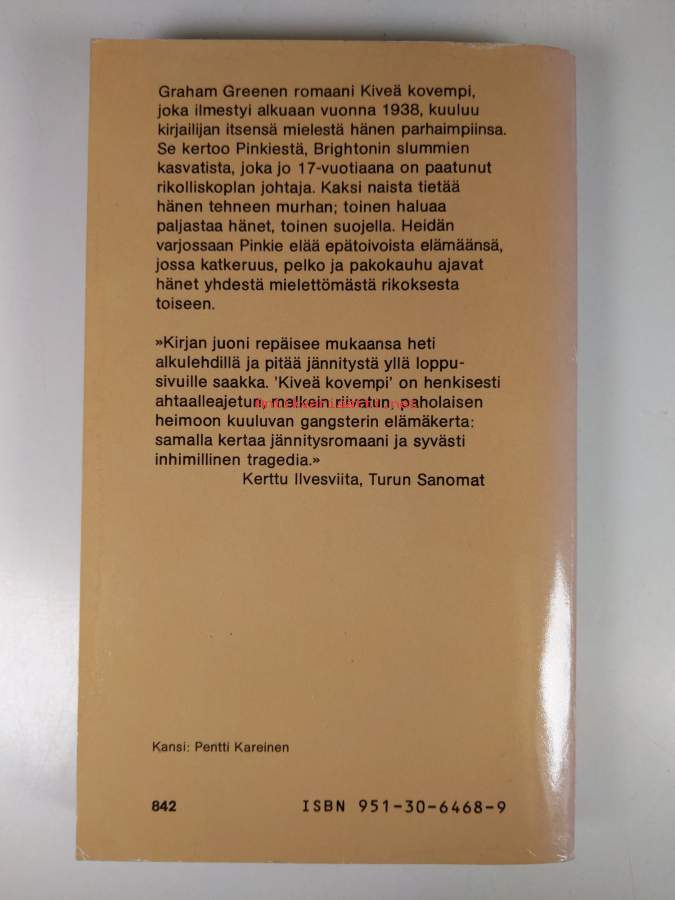 Graham Greenen romaani Kiveä kovempi,
joka ilmestyi alkuaan vuonna 1938, kuuluu
kirjailijan itsensä mielestä hänen parhaimpiinsa.
Se kertoo Pinkiestä, Brightonin slummien
kasvatista, joka jo 17-vuotiaana on paatunut
rikolliskoplan johtaja. Kaksi naista tietää
hänen tehneen murhan; toinen haluaa
paljastaa hänet, toinen suojella. Heidän
varjossaan Pinkie elää epätoivoista elämäänsä,
jossa katkeruus, pelko ja pakokauhu ajavat
hänet yhdestä mielettömästä rikoksesta
toiseen.
»Kirjan juoni repäisee mukaansa heti
alkulehdillä ja pitää jännitystä yllä loppu-
sivuille saakka. 'Kiveä kovempi' on henkisesti
ahtaalleajetun, melkein riivatun, paholaisen
heimoon kuuluvan gangsterin elämäkerta:
samalla kertaa jännitysromaani ja syvästi
inhimillinen tragedia.»
Kerttu Ilvesviita, Turun Sanomat
Kansi: Pentti Kareinen
842 ISBN 951-30-6468-9